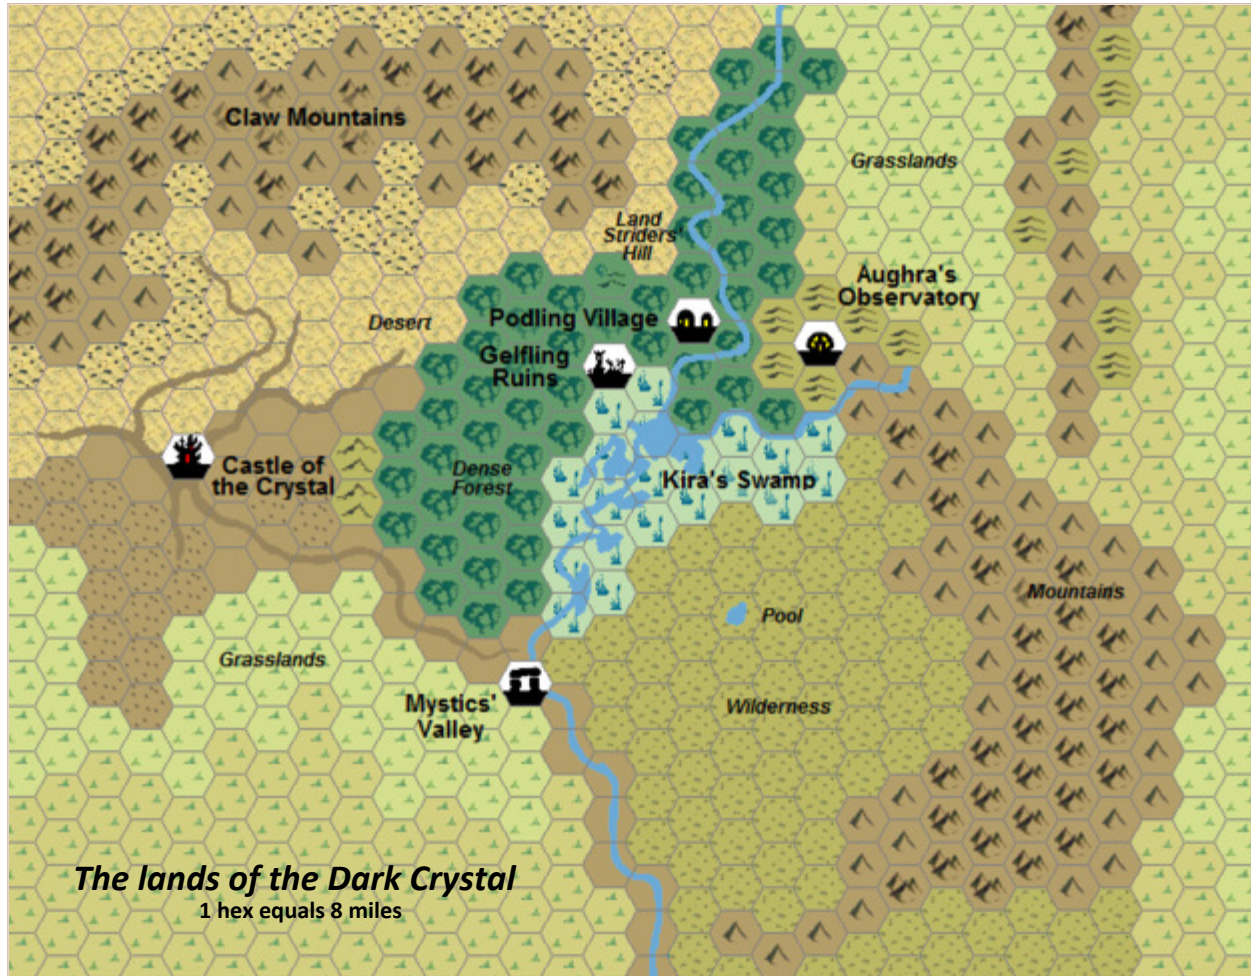 Claw Mountains
Grasslands
Land
Striders'
Hill
Aughra's
Observatory
Podling Village
Desert
Gelfling
Ruins
Castle of
the Crystal
Dense
Forest
Kira's Swamp
Mountains
Pool
Grasslands
Mystics'
Valley
Wilderness
The lands of the Dark Crystal
1 hex equals 8 miles